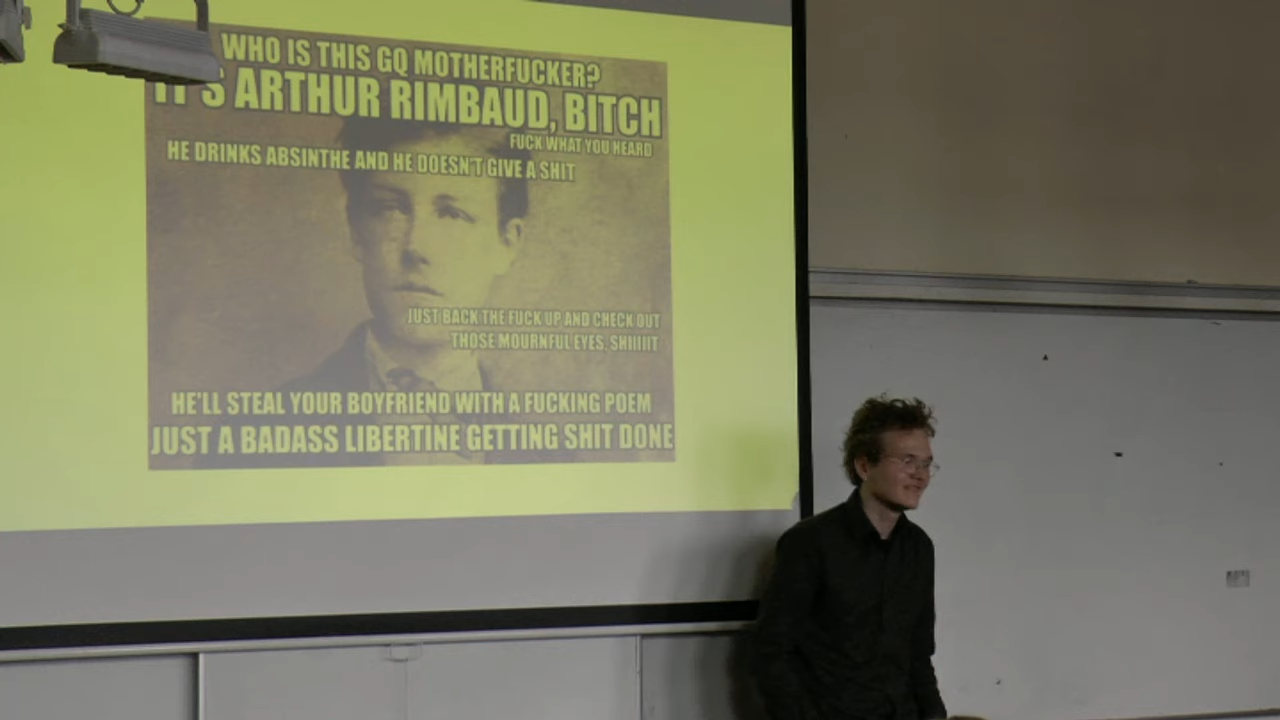 WHO IS THIS GQ MOTHERFUCKER?
IT'S ARTHUR RIMBAUD, BITCH
FUCK WHAT YOU HEARD
HE DRINKS ABSINTHE AND HE DOESN'T GIVE A SHIT
JUST BACK THE FUCK UP AND CHECK OUT
THOSE MOURNFUL EYES, SHIIIIIT
HE'LL STEAL YOUR BOYFRIEND WITH A FUCKING POEM
JUST A BADASS LIBERTINE GETTING SHIT DONE